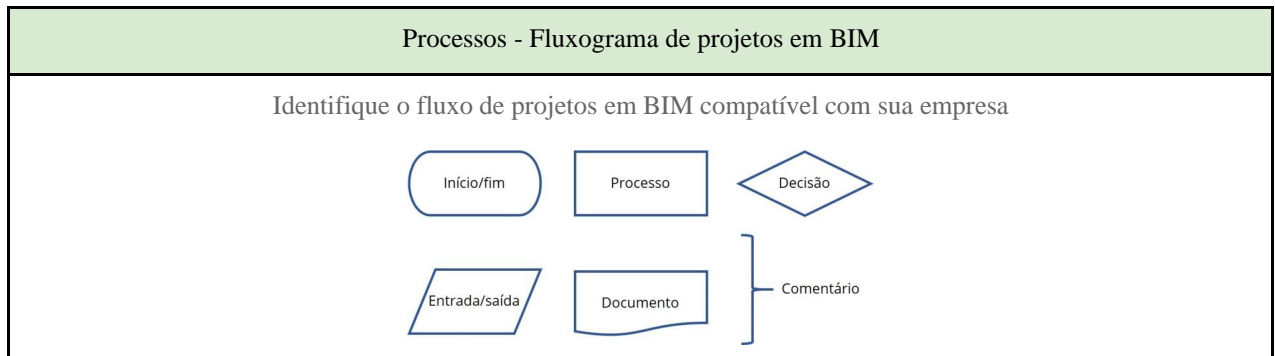 Processos - Fluxograma de projetos em BIM
Identifique o fluxo de projetos em BIM compatível com sua empresa
Início/fim
Processo
Decisão
Entrada/saída
Documento
Comentário